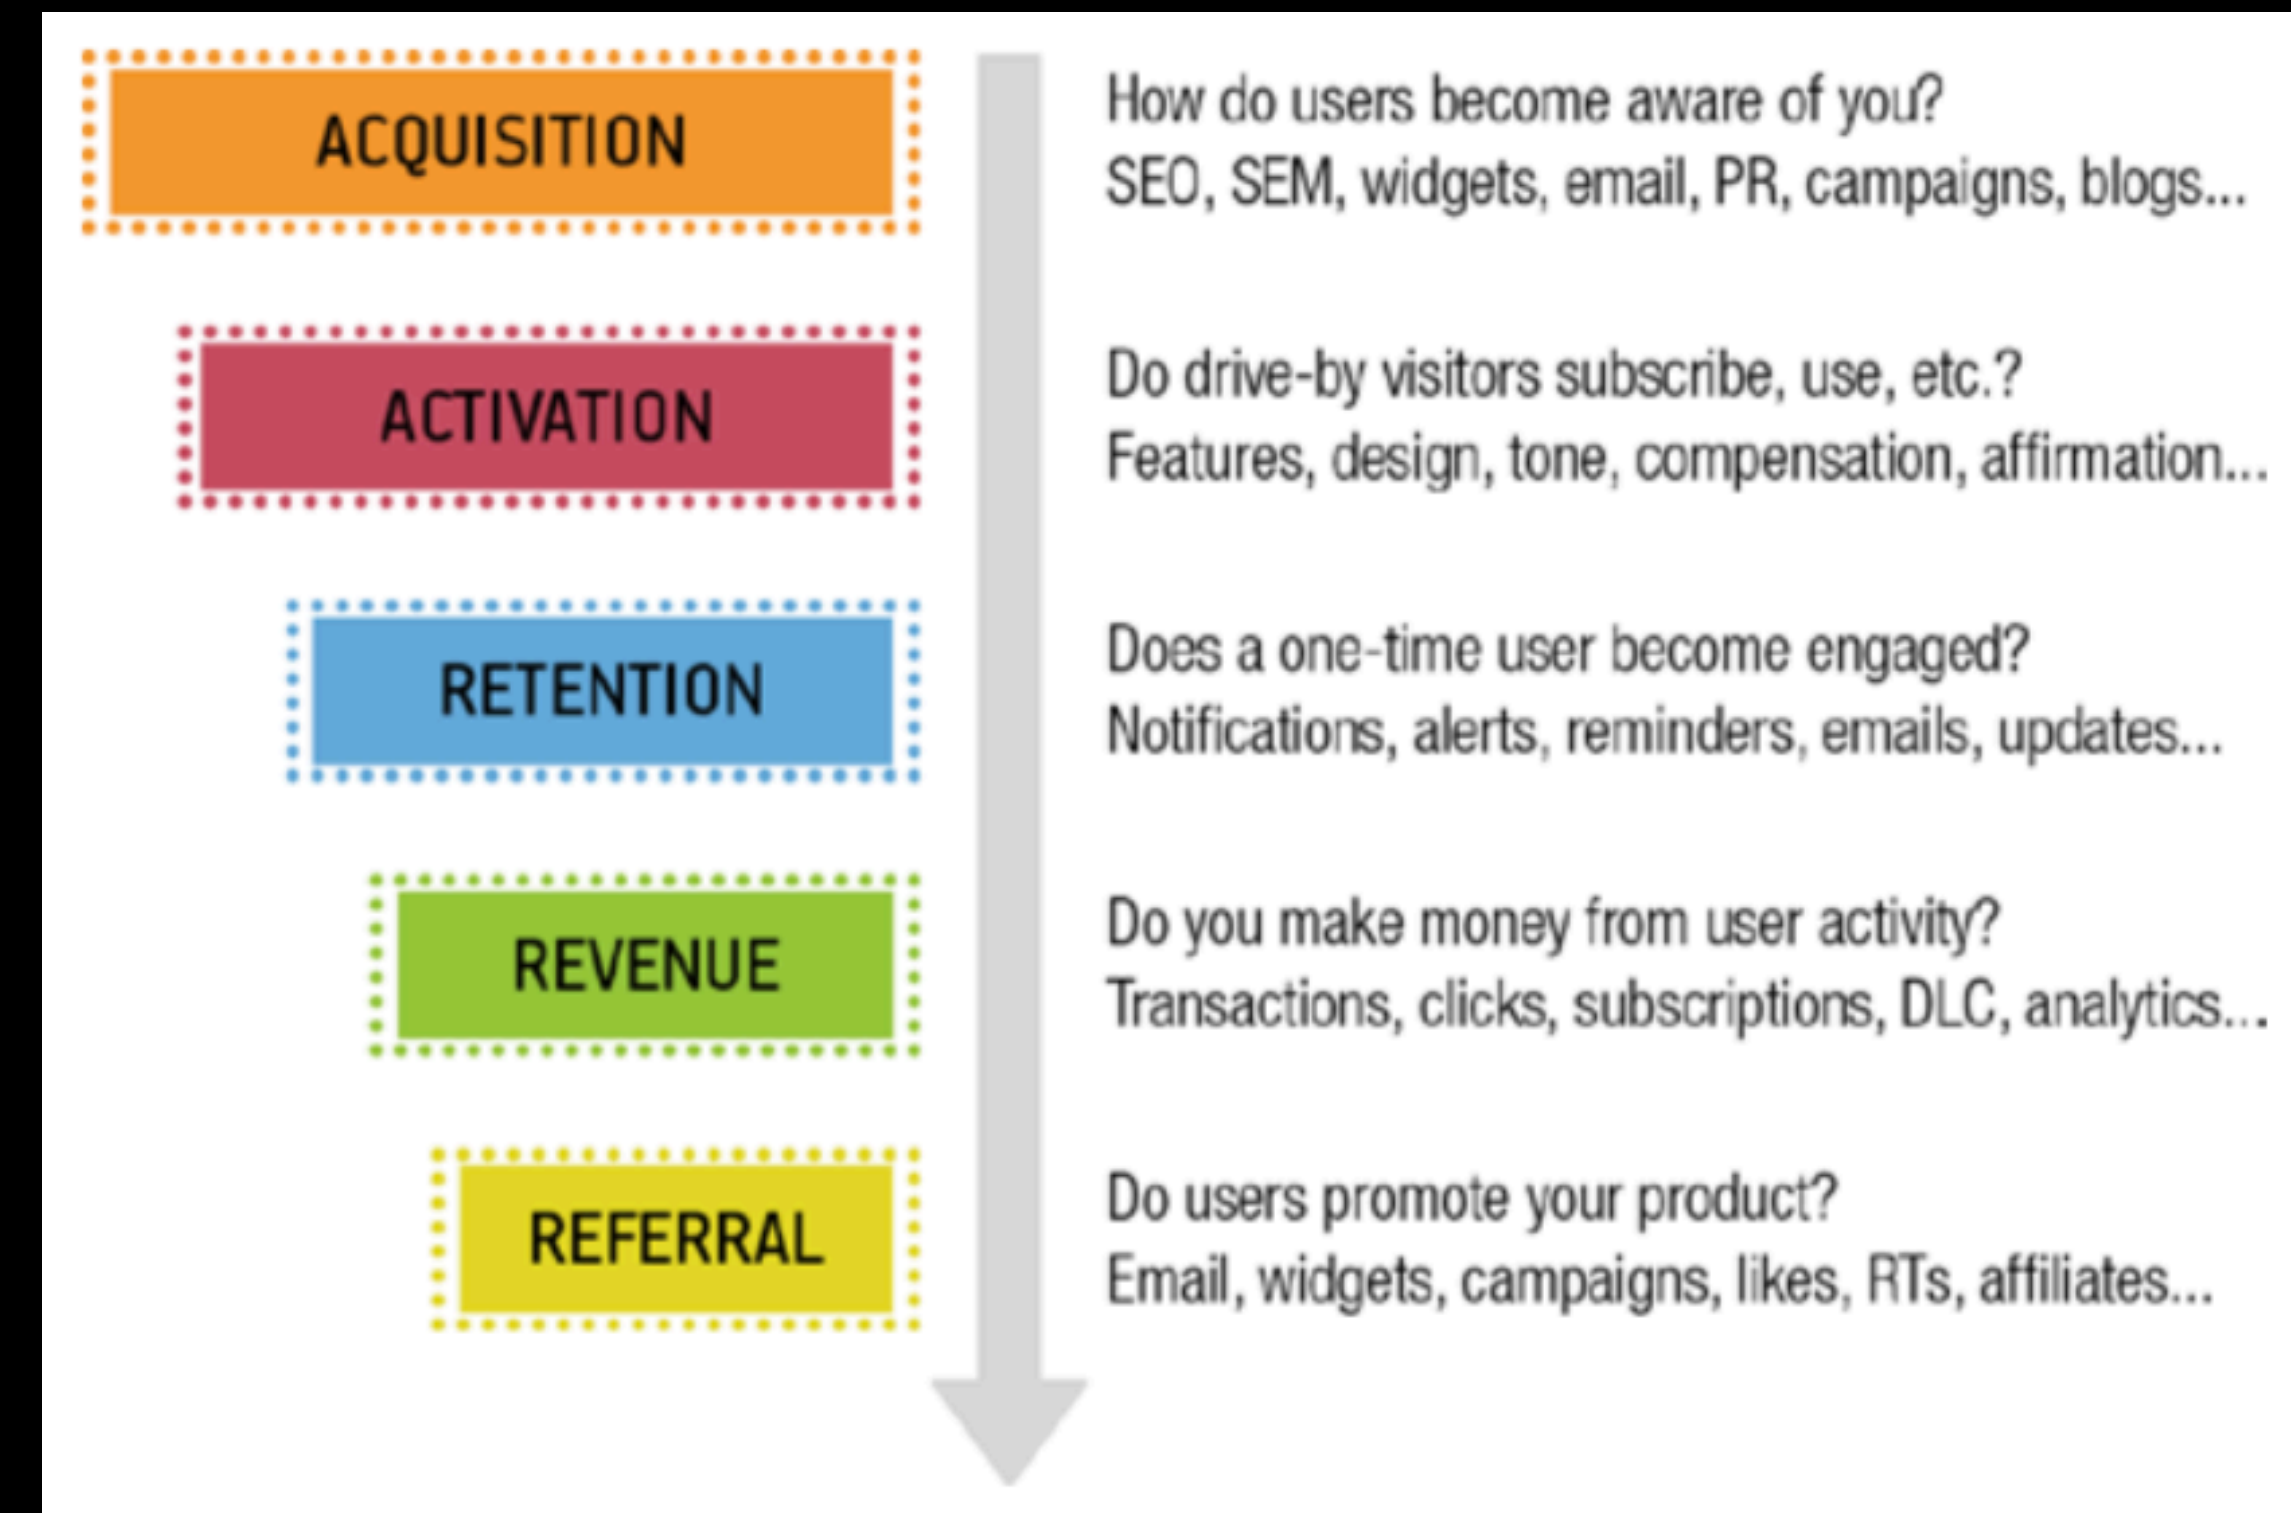 ACQUISITION
How do users become aware of you?
SEO, SEM, widgets, email, PR, campaigns, blogs...
ACTIVATION
Do drive-by visitors subscribe, use, etc.?
Features, design, tone, compensation, affirmation...
RETENTION
Does a one-time user become engaged?
Notifications, alerts, reminders, emails, updates...
REVENUE
Do you make money from user activity?
Transactions, clicks, subscriptions, DLC, analytics...
REFERRAL
Do users promote your product?
Email, widgets, campaigns, likes, RTs, affiliates...